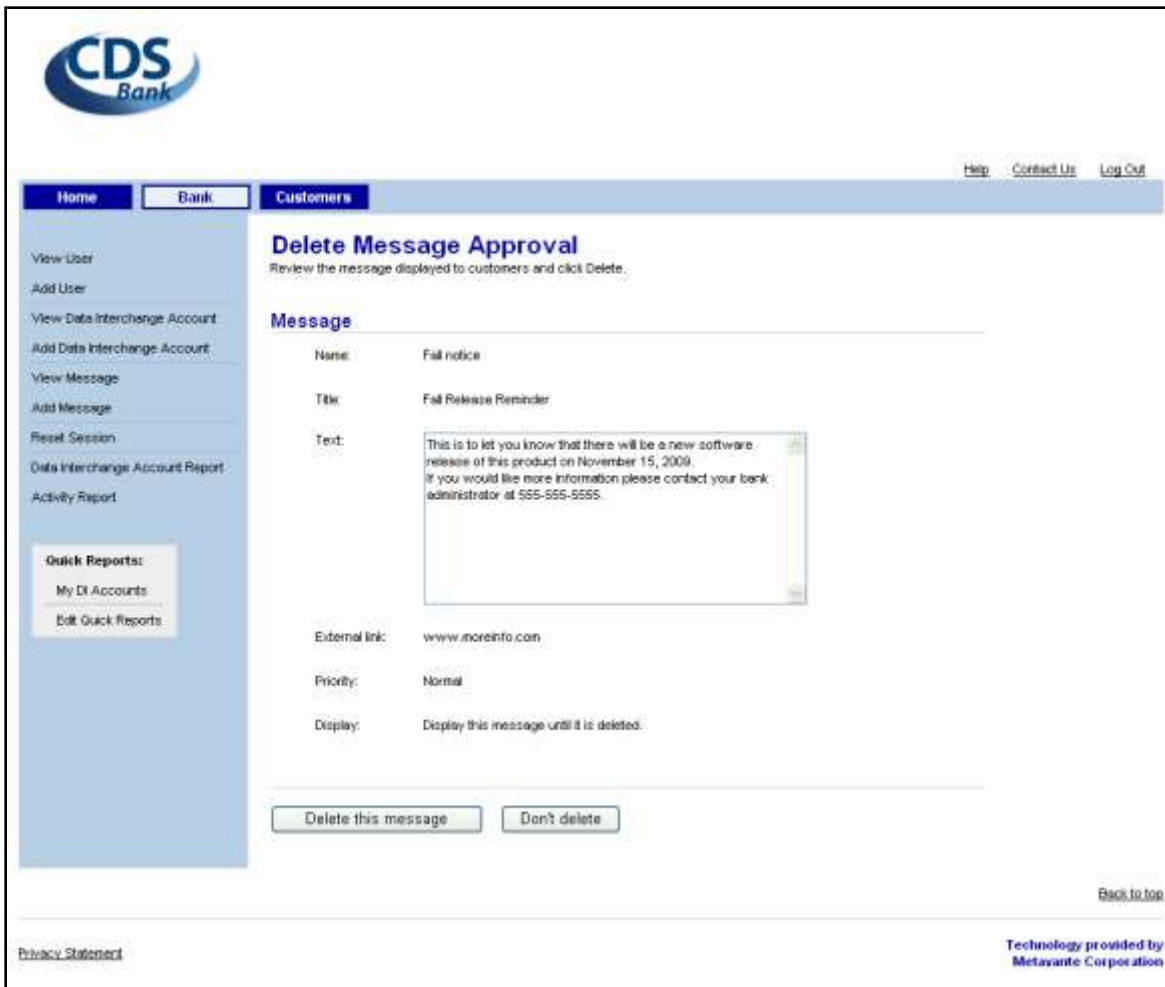 CDS
Bank
Help Contact Us Log Out
Home Bank Customers
View User
Add User
View Data Interchange Account
Add Data Interchange Account
View Message
Add Message
Reset Session
Data Interchange Account Report
Activity Report
Quick Reports:
My DI Accounts
Edit Quick Reports
Delete Message Approval
Review the message displayed to customers and click Delete.
Message
Name: Fall notice
Title: Fall Release Reminder
Text: This is to let you know that there will be a new software
release of this product on November 15, 2009.
If you would like more information please contact your bank
administrator at 555-555-5555.
External link: www.moreinfo.com
Priority: Normal
Display: Display this message until it is deleted.
Delete this message Don't delete
Back to top
Privacy Statement
Technology provided by
Metavante Corporation